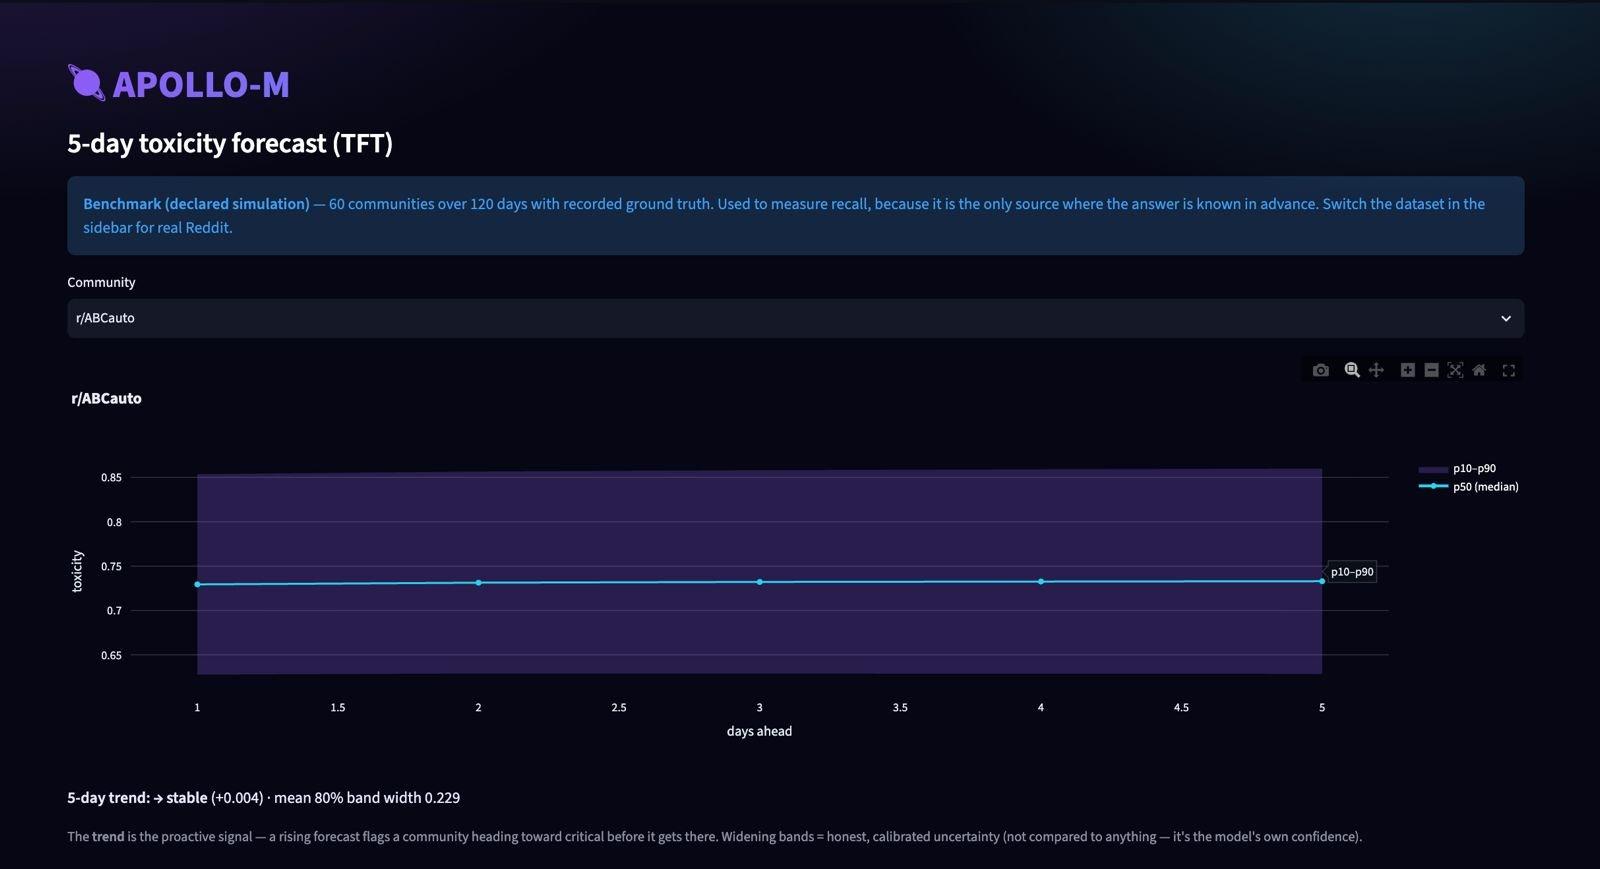 APOLLO-M
5-day toxicity forecast (TFT)
Benchmark (declared simulation) — 60 communities over 120 days with recorded ground truth. Used to measure recall, because it is the only source where the answer is known in advance. Switch the dataset in the
sidebar for real Reddit.
Community
r/ABCauto
r/ABCauto
p10–p90
p50 (median)
0.85
0.8
0.75
0.7
0.65
toxicity
p10–p90
1 1.5 2 2.5 3 3.5 4 4.5 5
days ahead
5-day trend: → stable (+0.004) · mean 80% band width 0.229
The trend is the proactive signal — a rising forecast flags a community heading toward critical before it gets there. Widening bands = honest, calibrated uncertainty (not compared to anything — it's the model's own confidence).